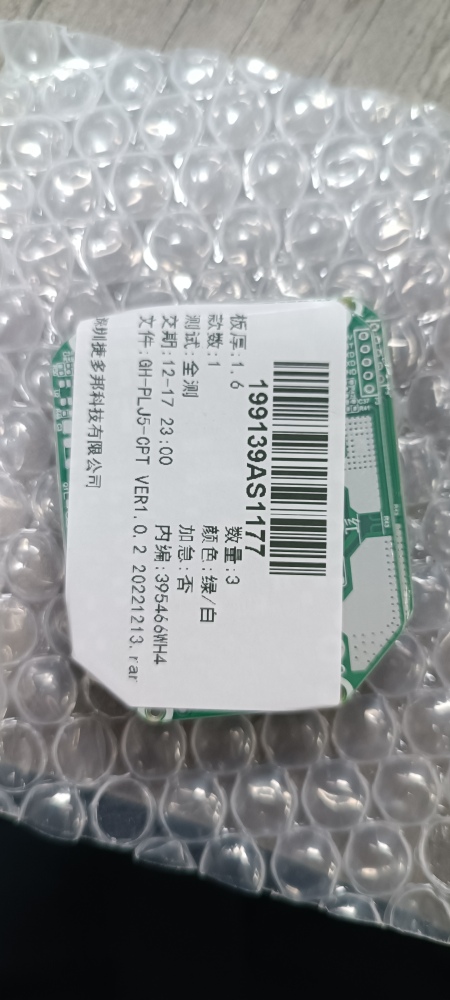 199139AS1177
板厚:1.6 数量:3
款数:1 颜色:绿/白
测试:全测 加急:否
交期:12-17 23:00 内编:395466WH4
文件:GH-PLJ5-CPT VER1.0.2 20221213.rar
圳捷多邦科技有限公司
红